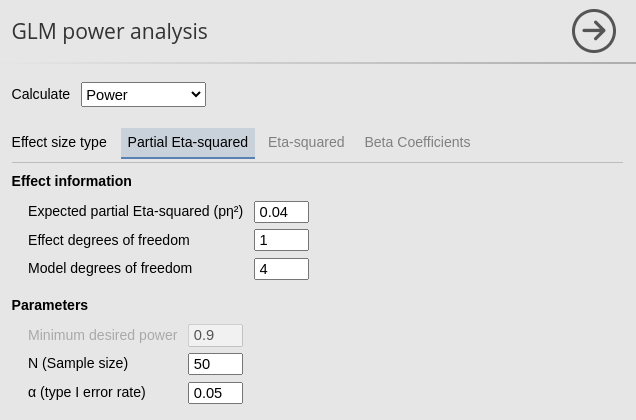 GLM power analysis
Calculate Power
Effect size type Partial Eta-squared Eta-squared Beta Coefficients
Effect information
Expected partial Eta-squared (pη²) 0.04
Effect degrees of freedom 1
Model degrees of freedom 4
Parameters
Minimum desired power 0.9
N (Sample size) 50
α (type I error rate) 0.05